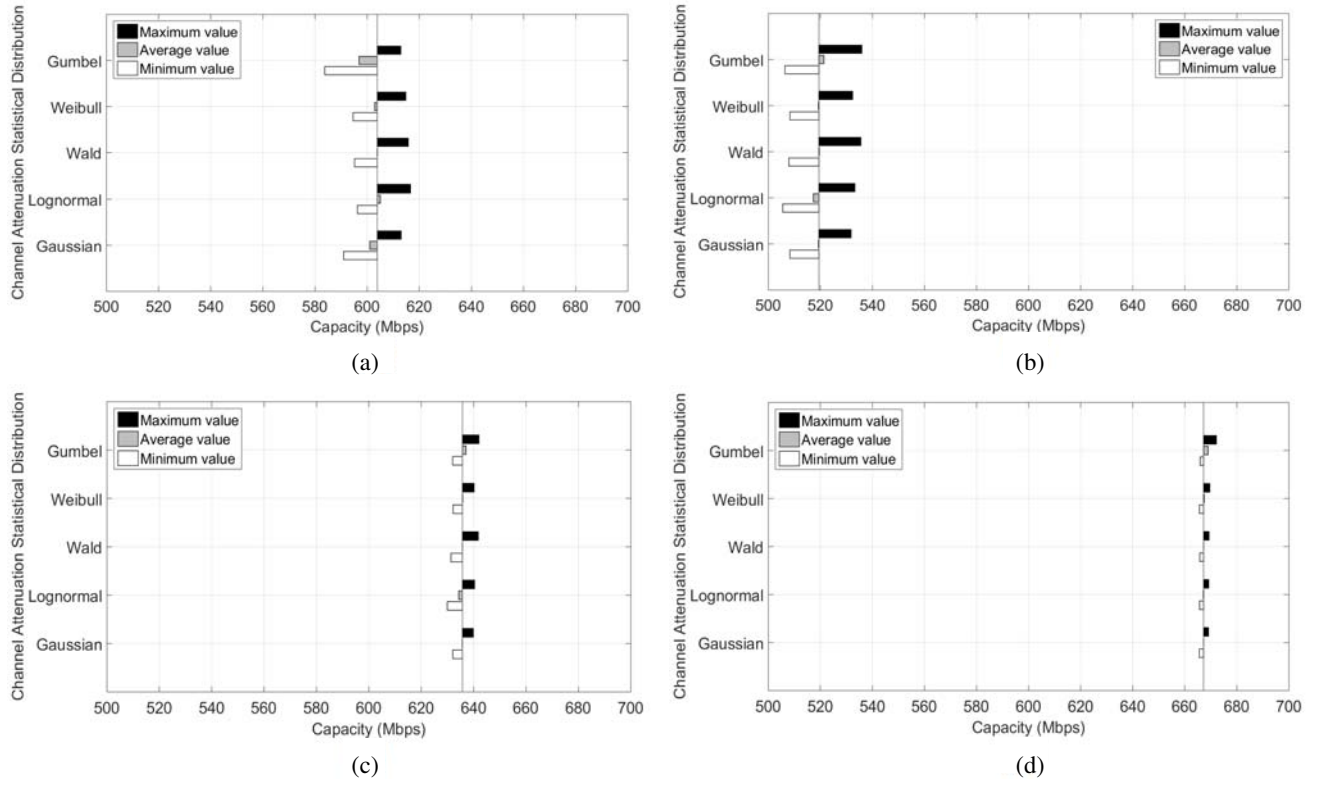 Channel Attenuation Statistical Distribution
Maximum value
Average value
Minimum value
Gumbel
Weibull
Wald
Lognormal
Gaussian
500 520 540 560 580 600 620 640 660 680 700
Capacity (Mbps)
(a)
Channel Attenuation Statistical Distribution
Maximum value
Average value
Minimum value
Gumbel
Weibull
Wald
Lognormal
Gaussian
500 520 540 560 580 600 620 640 660 680 700
Capacity (Mbps)
(b)
Channel Attenuation Statistical Distribution
Maximum value
Average value
Minimum value
Gumbel
Weibull
Wald
Lognormal
Gaussian
500 520 540 560 580 600 620 640 660 680 700
Capacity (Mbps)
(c)
Channel Attenuation Statistical Distribution
Maximum value
Average value
Minimum value
Gumbel
Weibull
Wald
Lognormal
Gaussian
500 520 540 560 580 600 620 640 660 680 700
Capacity (Mbps)
(d)